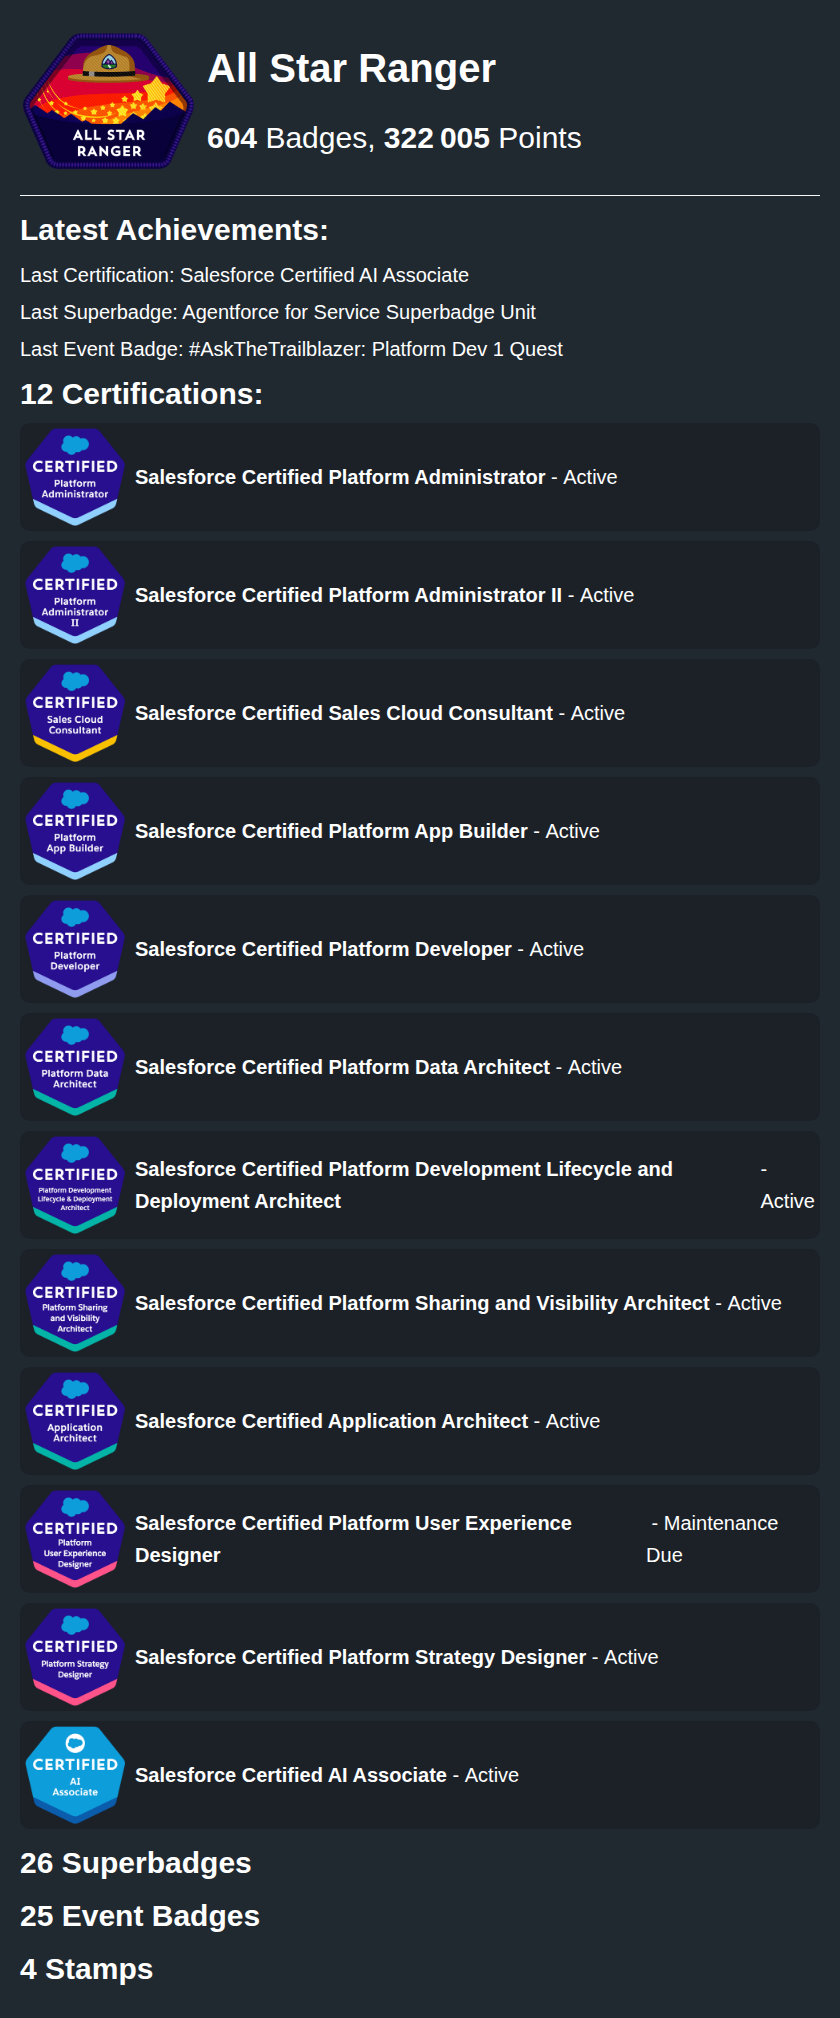 ALL STAR
RANGER
All Star Ranger
604 Badges, 322 005 Points
Latest Achievements:
Last Certification: Salesforce Certified AI Associate
Last Superbadge: Agentforce for Service Superbadge Unit
Last Event Badge: #AskTheTrailblazer: Platform Dev 1 Quest
12 Certifications:
CERTIFIED
Platform
Administrator
Salesforce Certified Platform Administrator - Active
CERTIFIED
Platform
Administrator
II
Salesforce Certified Platform Administrator II - Active
CERTIFIED
Sales Cloud
Consultant
Salesforce Certified Sales Cloud Consultant - Active
CERTIFIED
Platform
App Builder
Salesforce Certified Platform App Builder - Active
CERTIFIED
Platform
Developer
Salesforce Certified Platform Developer - Active
CERTIFIED
Platform Data
Architect
Salesforce Certified Platform Data Architect - Active
CERTIFIED
Platform Development
Lifecycle & Deployment
Architect
Salesforce Certified Platform Development Lifecycle and
Deployment Architect
-
Active
CERTIFIED
Platform Sharing
and Visibility
Architect
Salesforce Certified Platform Sharing and Visibility Architect - Active
CERTIFIED
Application
Architect
Salesforce Certified Application Architect - Active
CERTIFIED
Platform
User Experience
Designer
Salesforce Certified Platform User Experience
Designer
- Maintenance
Due
CERTIFIED
Platform Strategy
Designer
Salesforce Certified Platform Strategy Designer - Active
CERTIFIED
AI
Associate
Salesforce Certified AI Associate - Active
26 Superbadges
25 Event Badges
4 Stamps